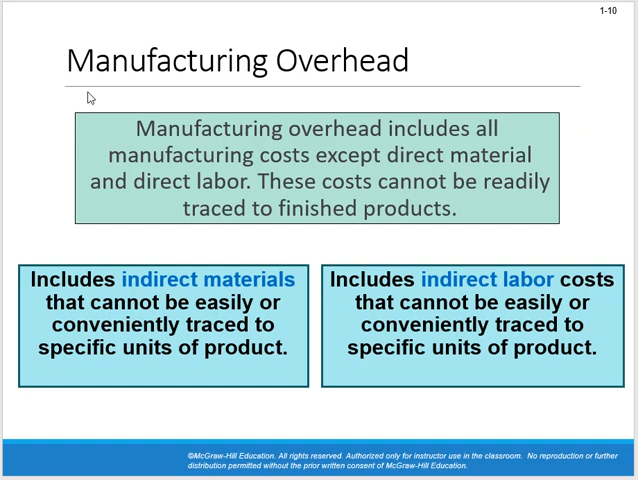 1-10
Manufacturing Overhead
Manufacturing overhead includes all
manufacturing costs except direct material
and direct labor. These costs cannot be readily
traced to finished products.
Includes indirect materials
that cannot be easily or
conveniently traced to
specific units of product.
Includes indirect labor costs
that cannot be easily or
conveniently traced to
specific units of product.
©McGraw-Hill Education. All rights reserved. Authorized only for instructor use in the classroom.  No reproduction or further
distribution permitted without the prior written consent of McGraw-Hill Education.